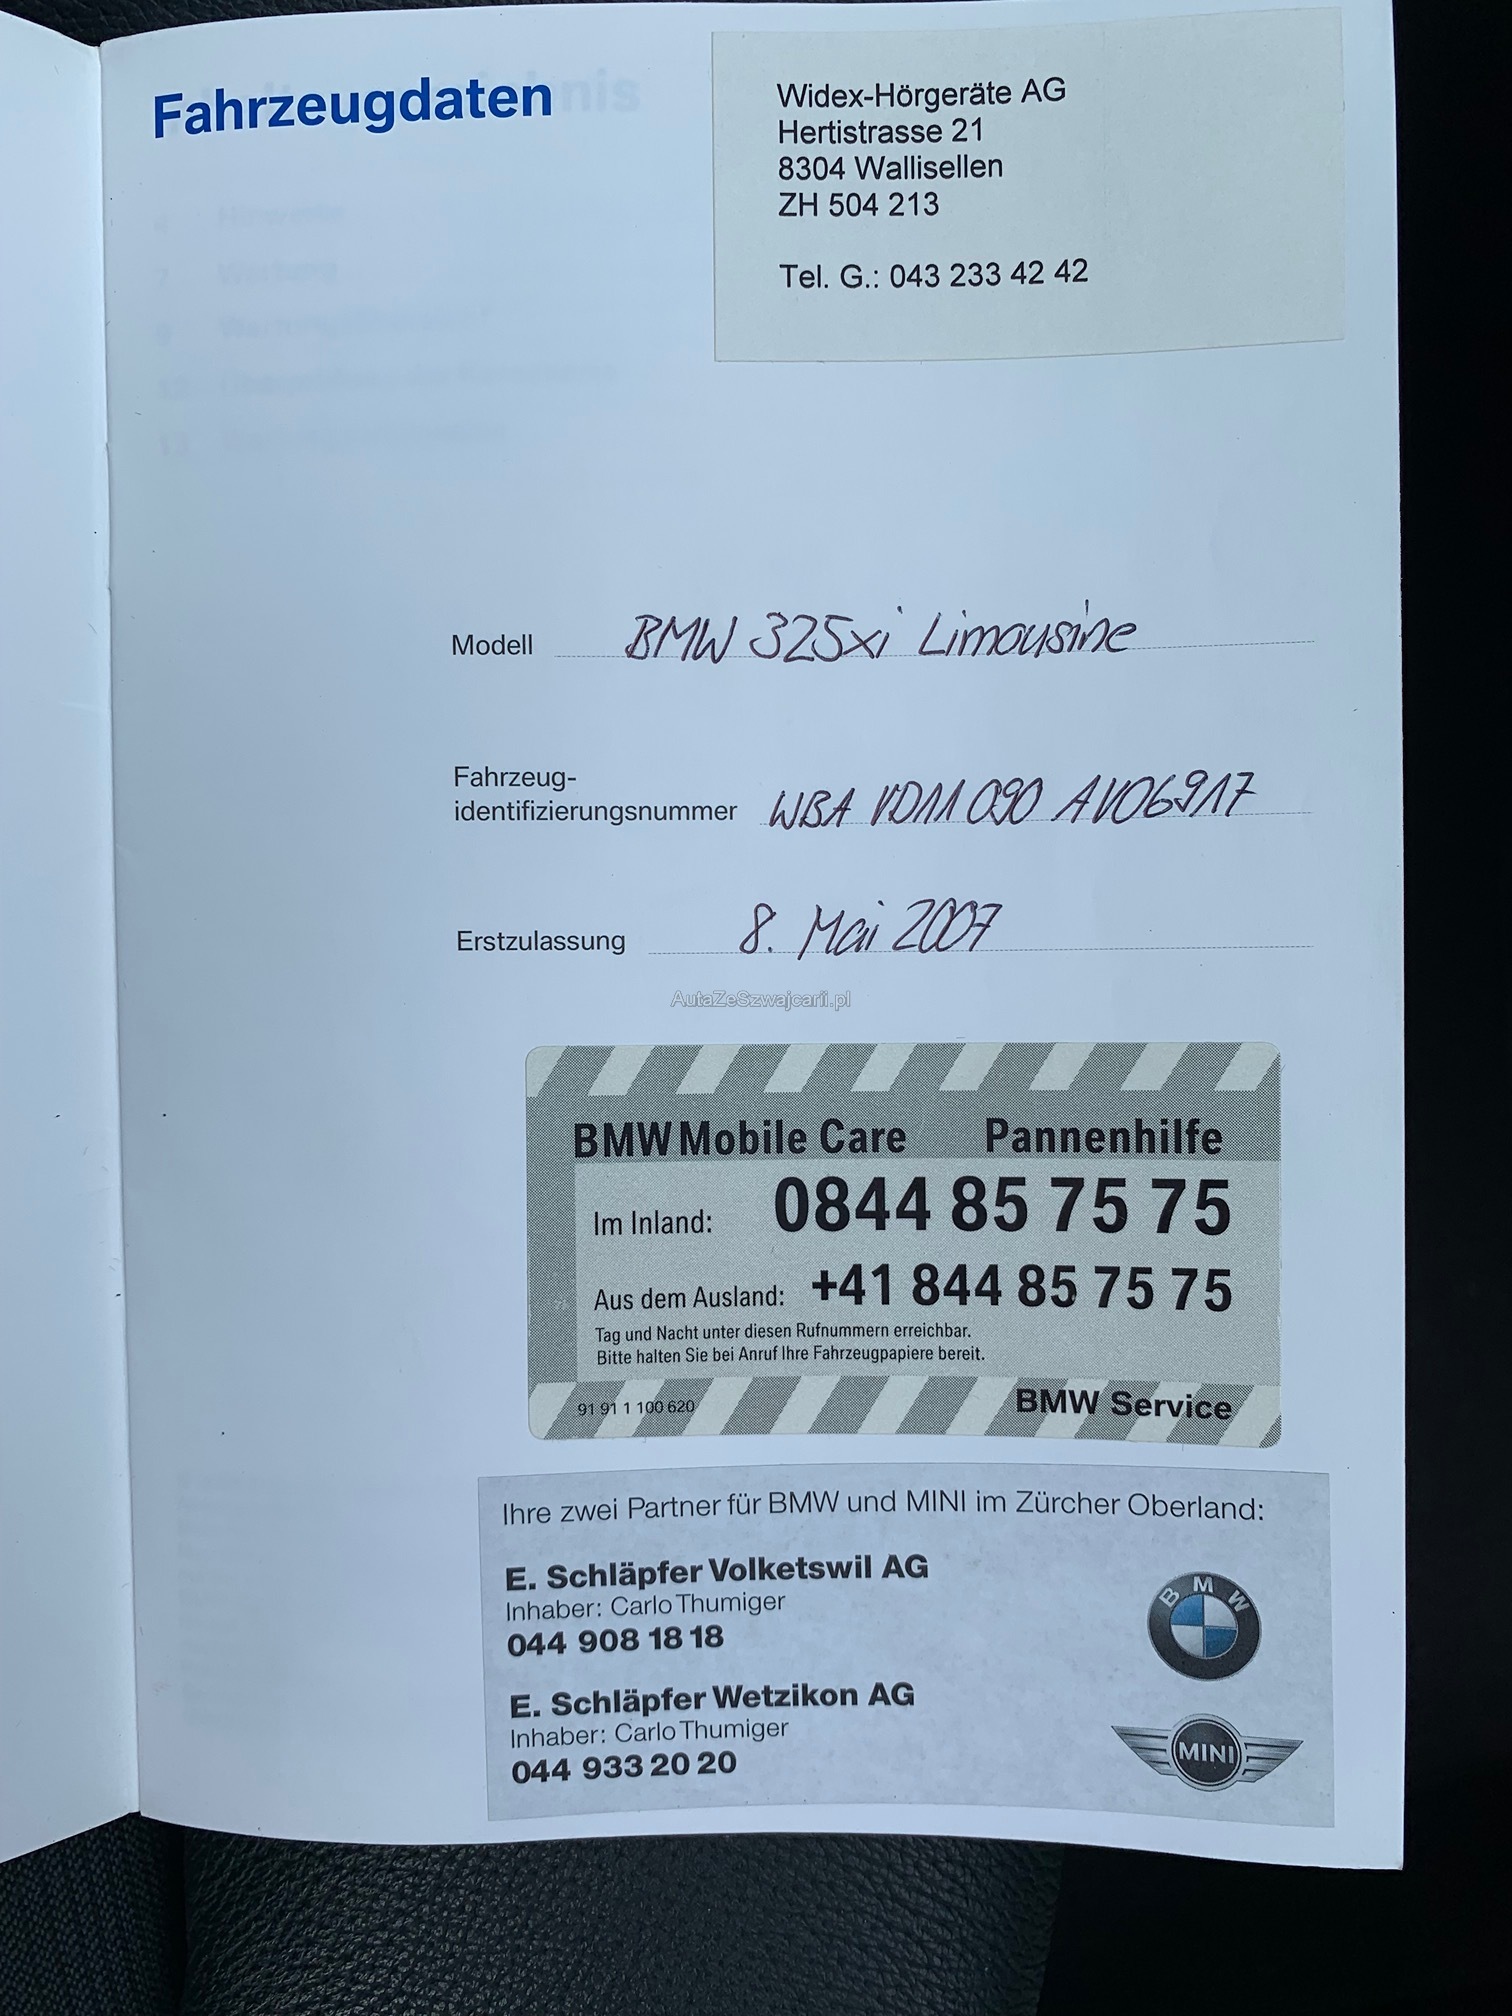 Fahrzeugdaten
Widex-Hörgeräte AG
Hertistrasse 21
8304 Wallisellen
ZH 504 213
Tel. G.: 043 233 42 42
Modell BMW 325xi Limousine
Fahrzeug-
identifizierungsnummer WBA VD11 090 AV06917
Erstzulassung 8. Mai 2007
AutaZeSzwajcarii.pl
BMW Mobile Care Pannenhilfe
Im Inland: 0844 85 75 75
Aus dem Ausland: +41 844 85 75 75
Tag und Nacht unter diesen Rufnummern erreichbar.
Bitte halten Sie bei Anruf Ihre Fahrzeugpapiere bereit.
91 91 1 100 620 BMW Service
Ihre zwei Partner für BMW und MINI im Zürcher Oberland:
E. Schläpfer Volketswil AG
Inhaber: Carlo Thumiger
044 908 18 18
BMW
E. Schläpfer Wetzikon AG
Inhaber: Carlo Thumiger
044 933 20 20
MINI